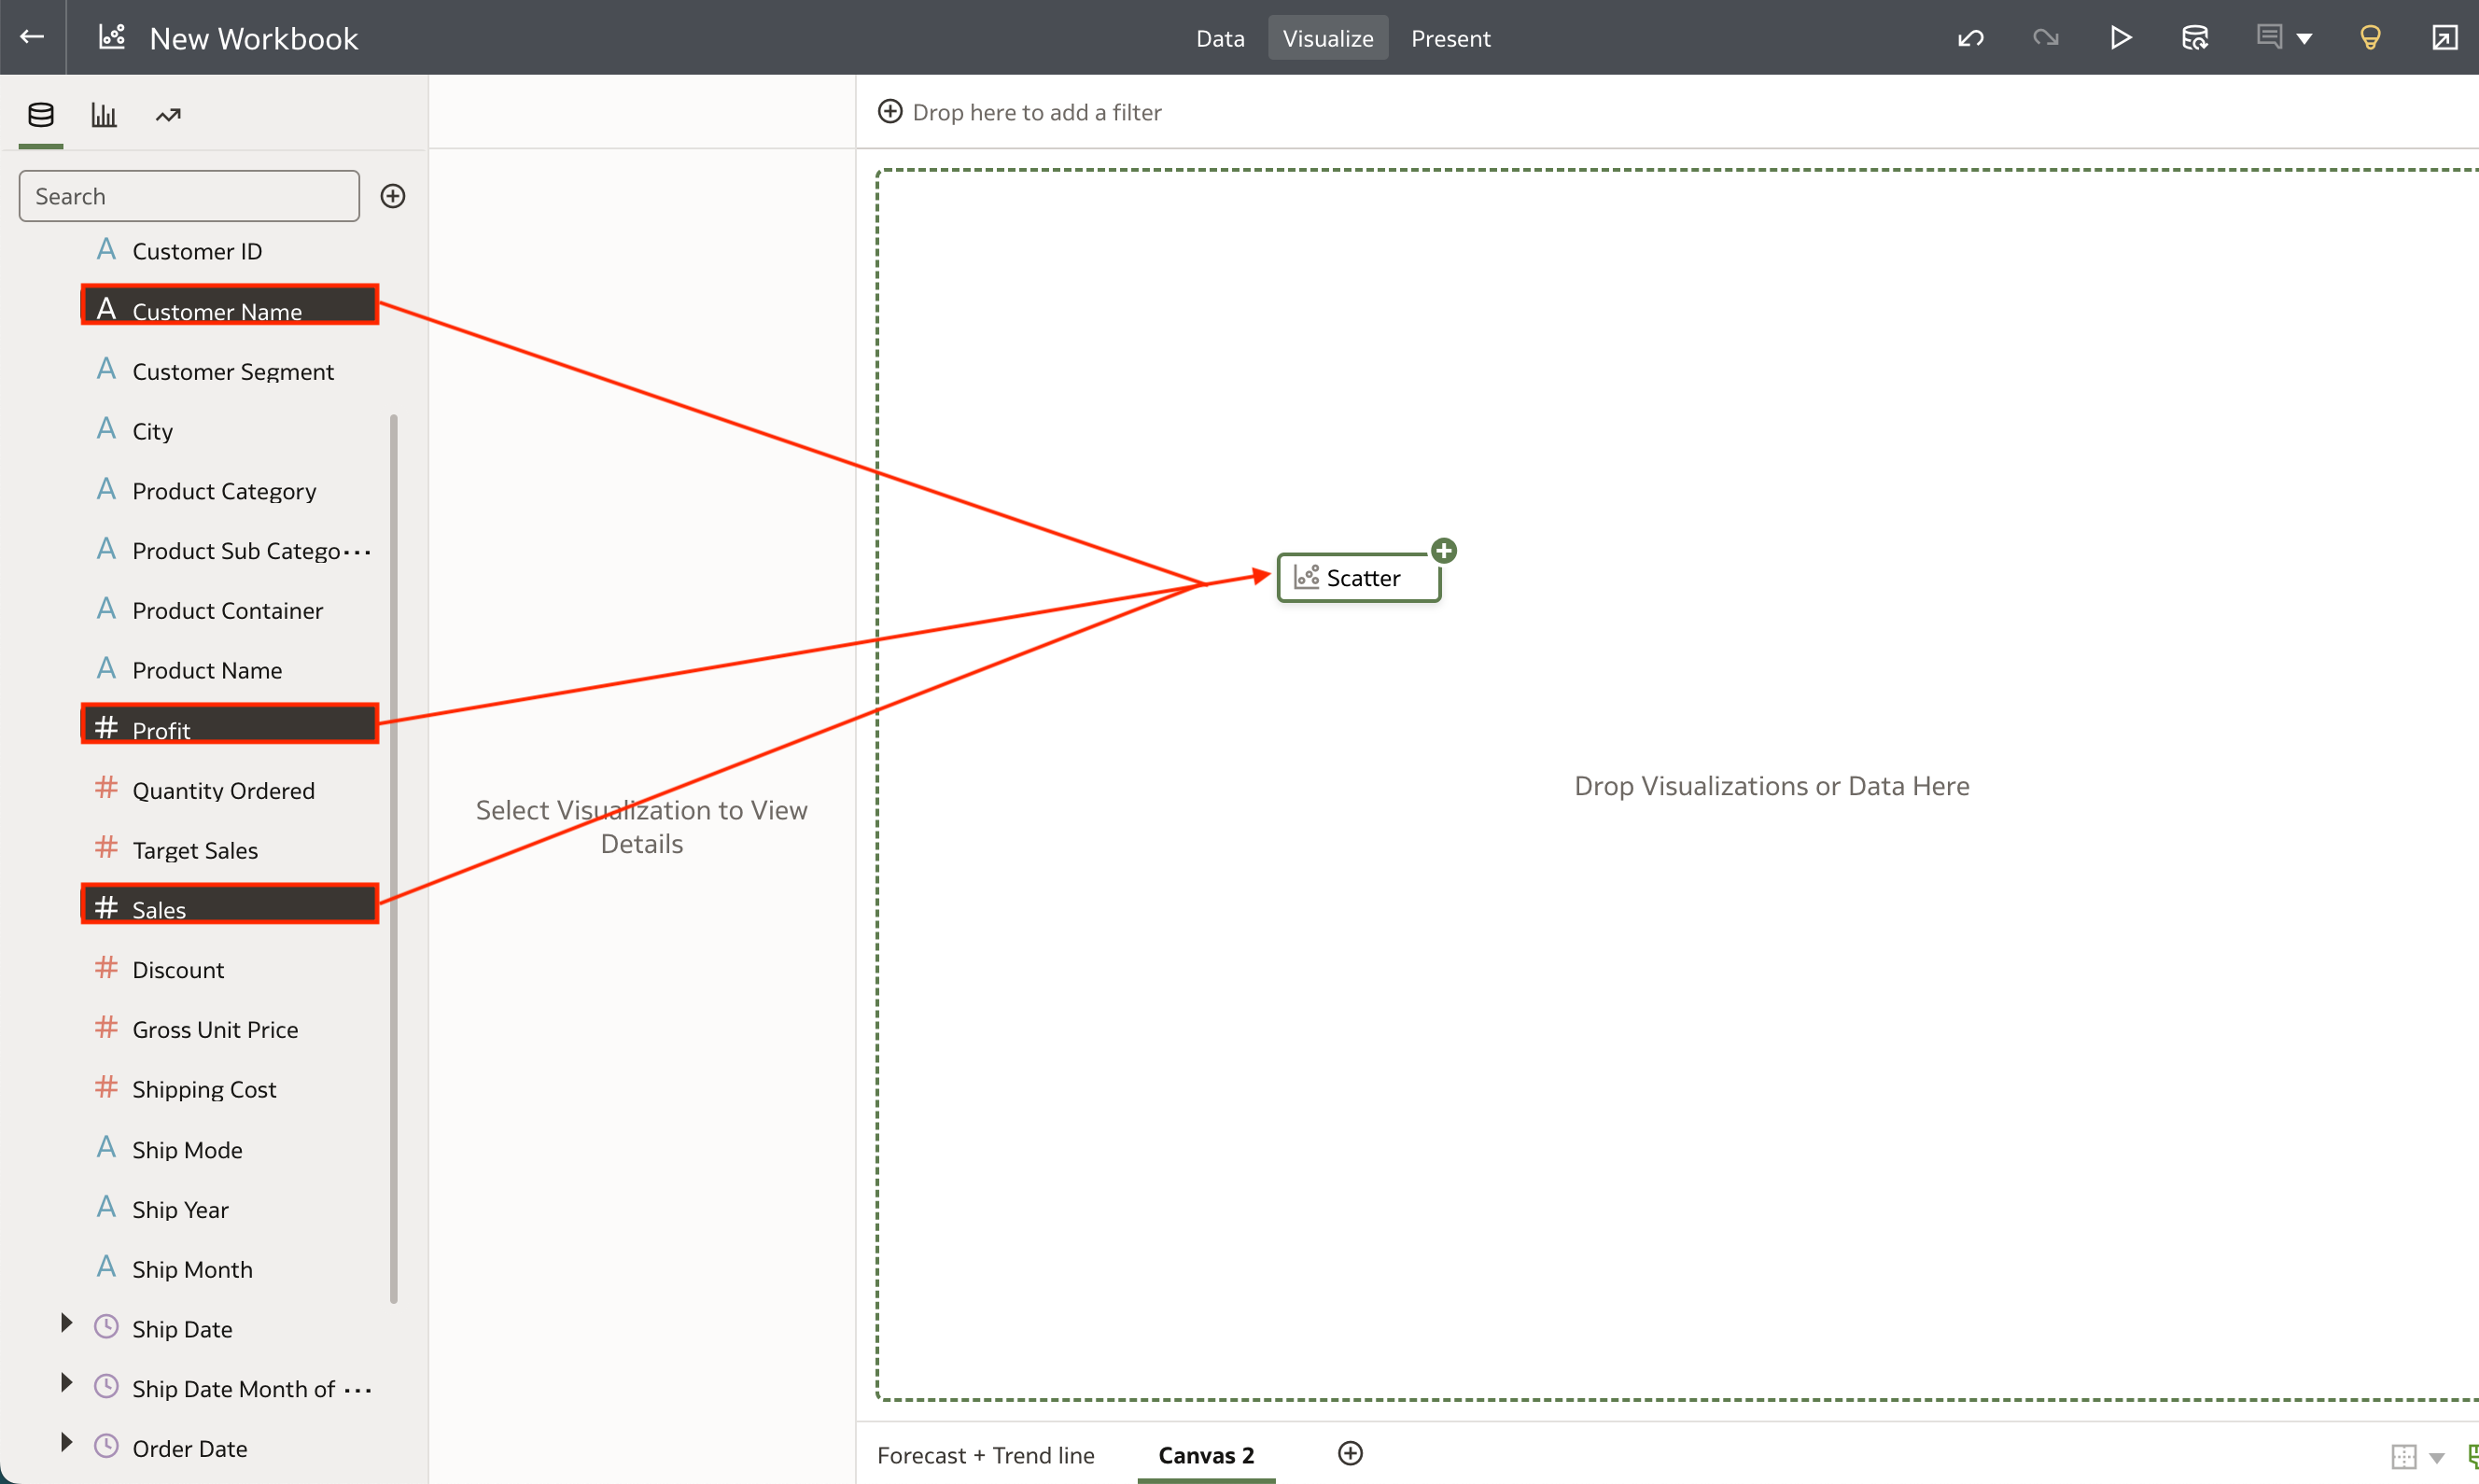 New Workbook
Data
Visualize
Present
Search
Drop here to add a filter
Customer ID
Customer Name
Customer Segment
City
Product Category
Product Sub Catego...
Product Container
Product Name
Profit
Quantity Ordered
Target Sales
Sales
Discount
Gross Unit Price
Shipping Cost
Ship Mode
Ship Year
Ship Month
Ship Date
Ship Date Month of ...
Order Date
Select Visualization to View
Details
Scatter
Drop Visualizations or Data Here
Forecast + Trend line
Canvas 2